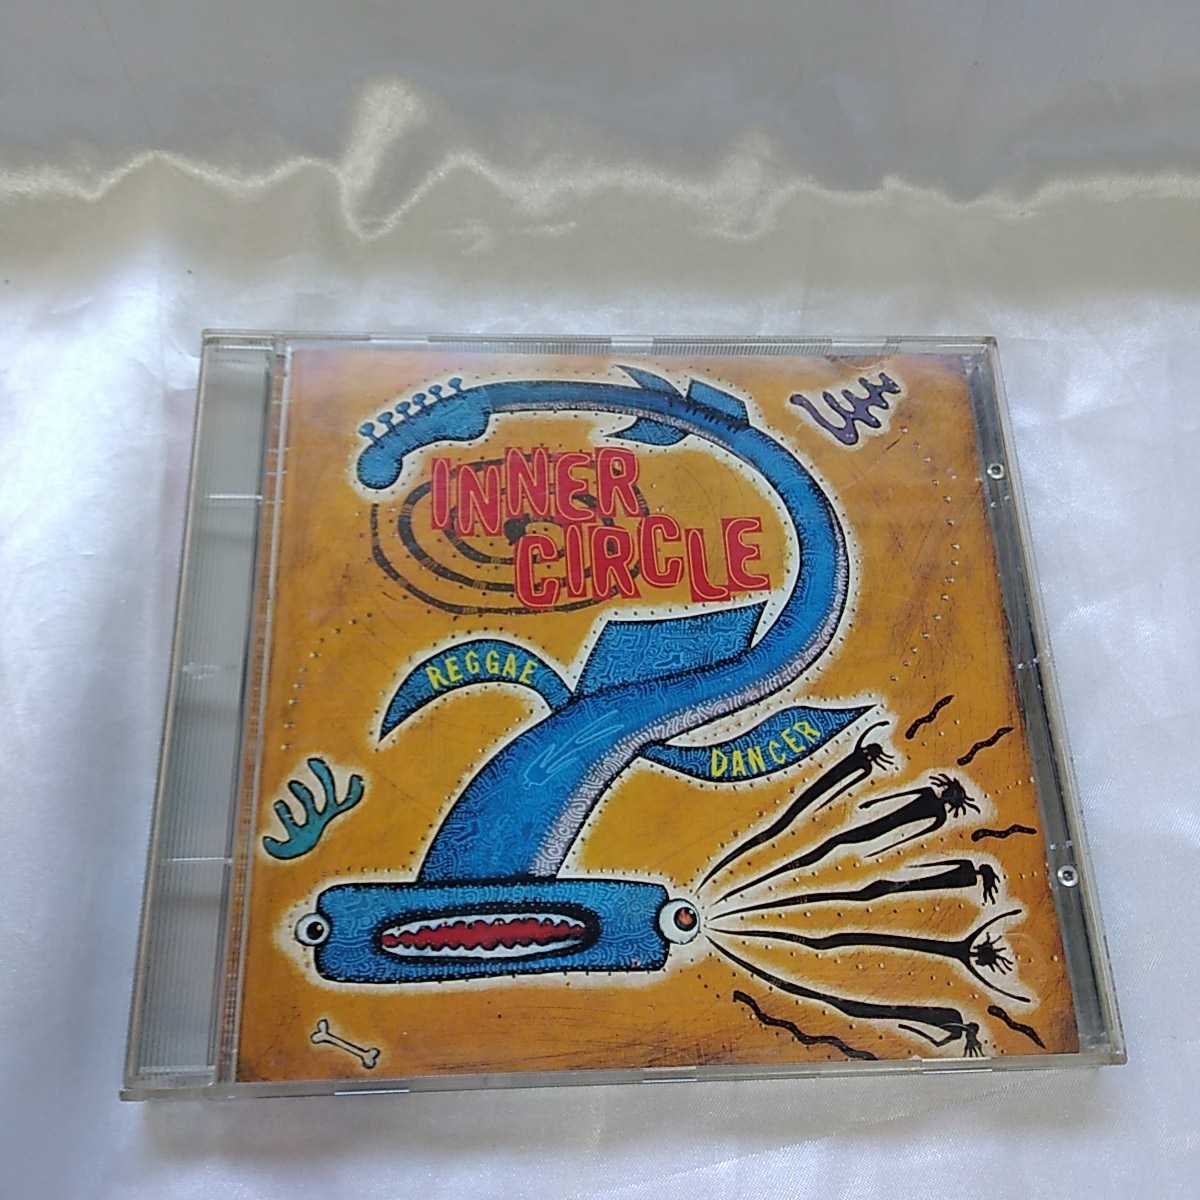 INNER
CIRCLE
REGGAE
DANCER